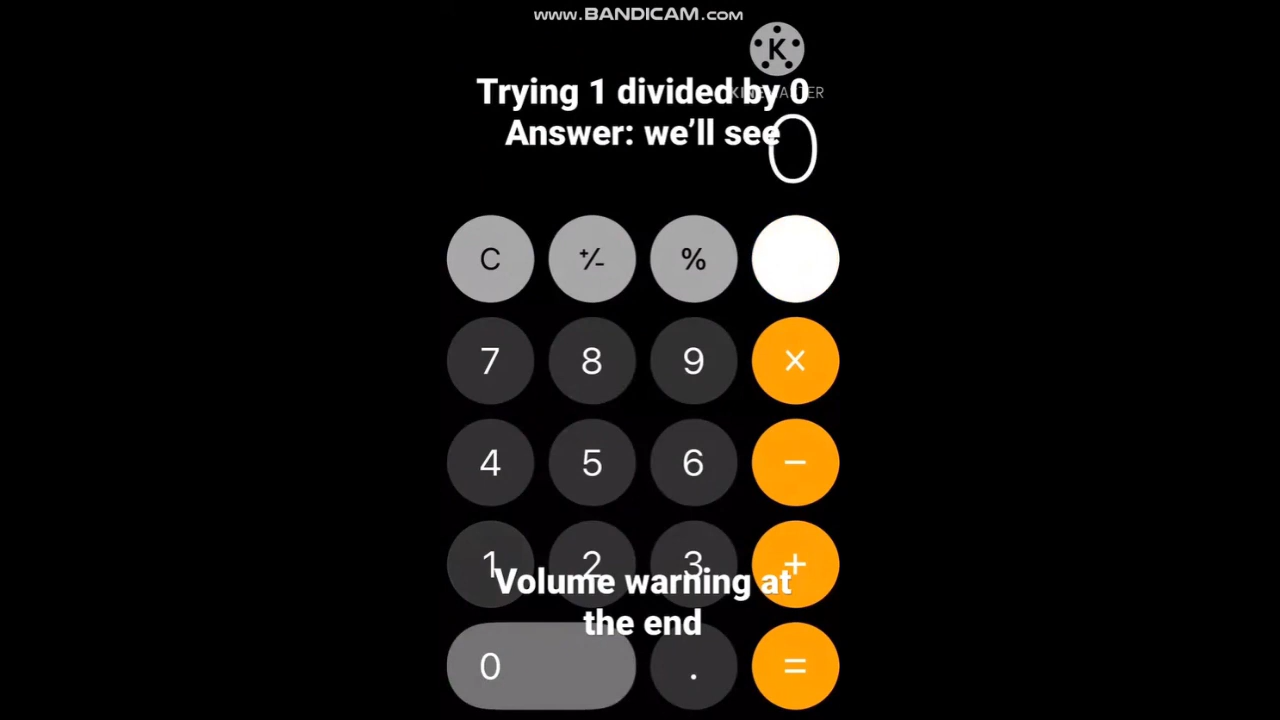 www.BANDICAM.com
K
Trying 1 divided by 0
KINEMASTER
Answer: we’ll see
0
C +/- %
7 8 9 ×
4 5 6 −
1 2 3 +
Volume warning at
the end
0 . =